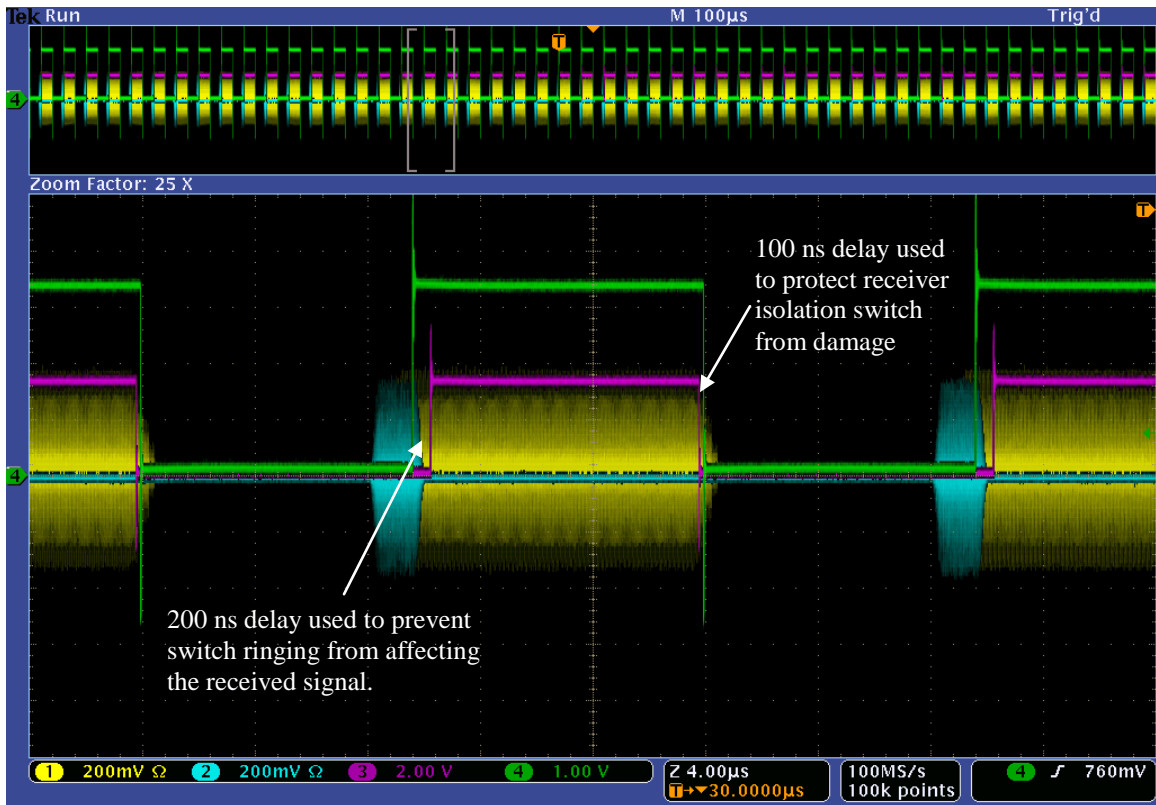 Tek Run M 100µs Trig'd
T
4
Zoom Factor: 25 X
T
100 ns delay used
to protect receiver
isolation switch
from damage
4
200 ns delay used to prevent
switch ringing from affecting
the received signal.
1 200mV Ω 2 200mV Ω 3 2.00 V 4 1.00 V Z 4.00µs 100MS/s 4 760mV
T→▼30.0000µs 100k points